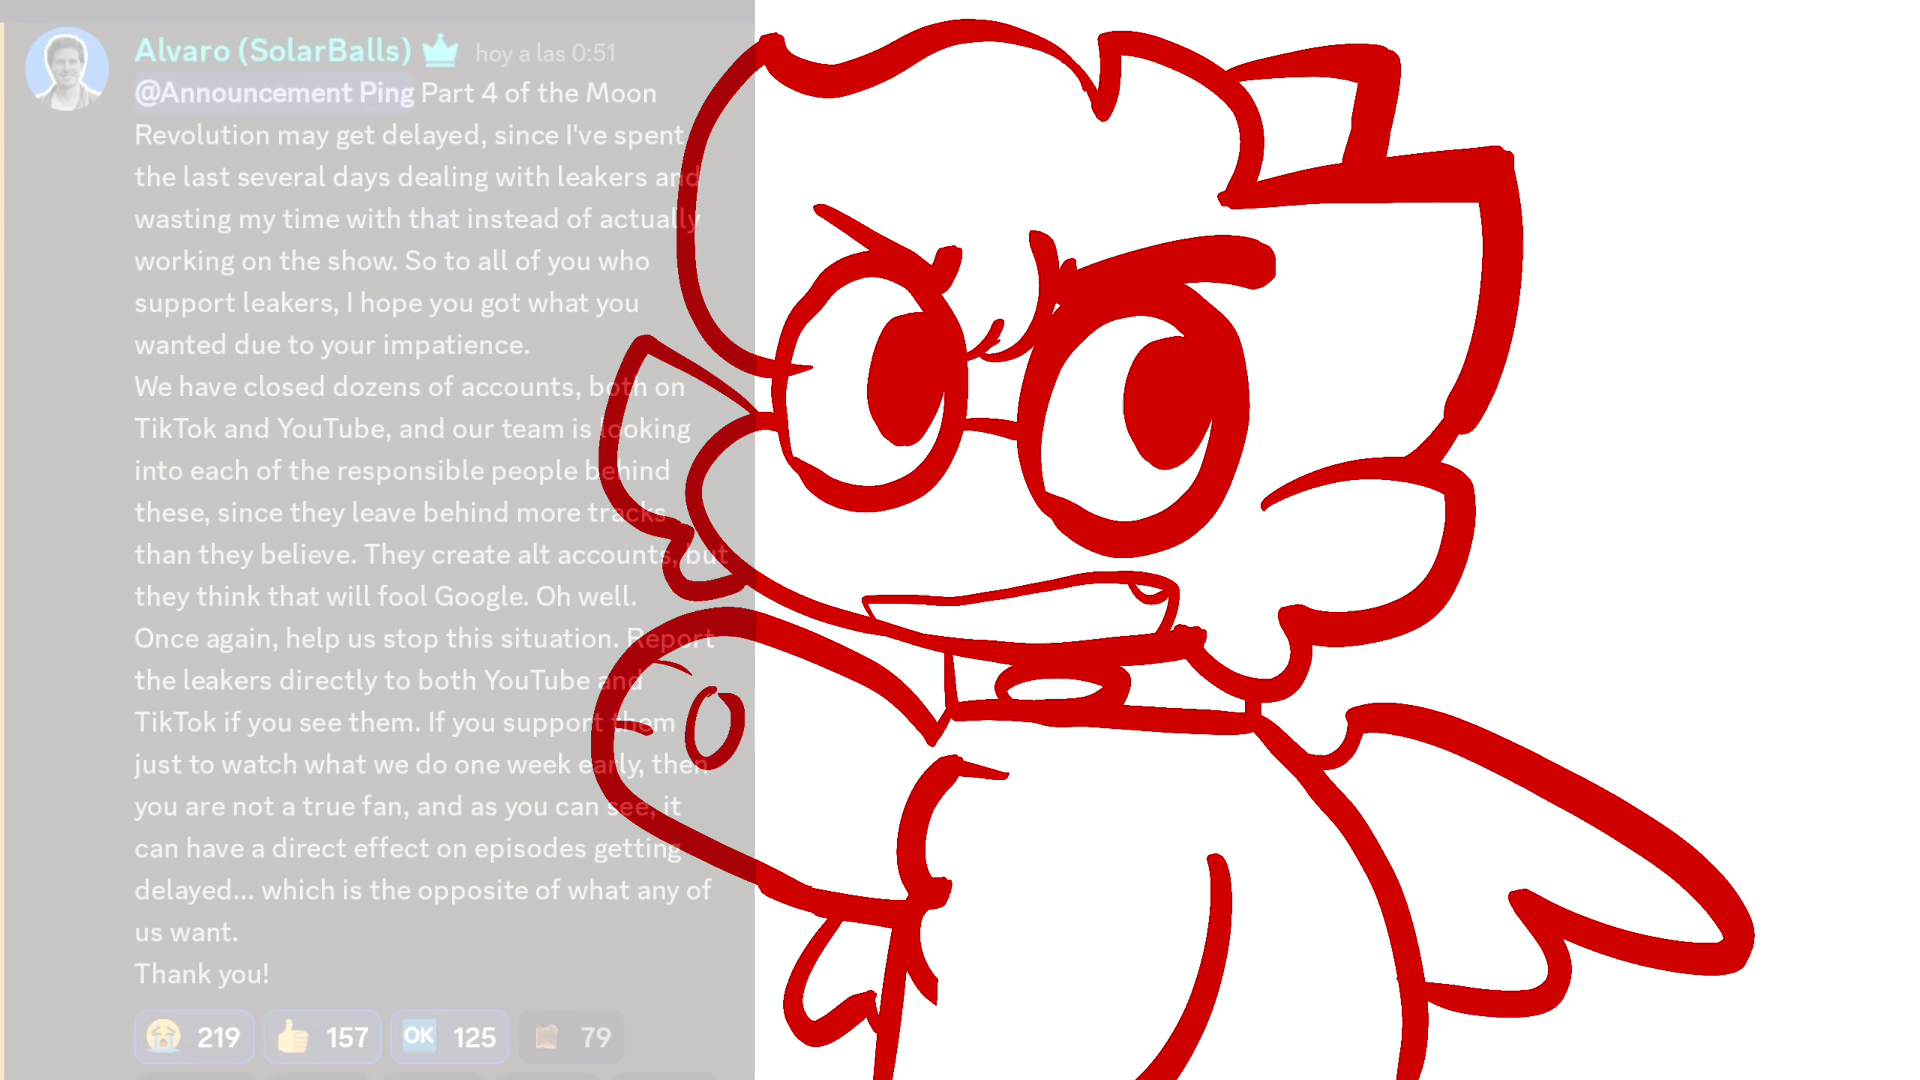 Alvaro (SolarBalls) hoy a las 0:51
@Announcement Ping Part 4 of the Moon
Revolution may get delayed, since I've spent
the last several days dealing with leakers and
wasting my time with that instead of actually
working on the show. So to all of you who
support leakers, I hope you got what you
wanted due to your impatience.
We have closed dozens of accounts, both on
TikTok and YouTube, and our team is looking
into each of the responsible people behind
these, since they leave behind more tracks
than they believe. They create alt accounts, but
they think that will fool Google. Oh well.
Once again, help us stop this situation. Report
the leakers directly to both YouTube and
TikTok if you see them. If you support them
just to watch what we do one week early, then
you are not a true fan, and as you can see, it
can have a direct effect on episodes getting
delayed... which is the opposite of what any of
us want.
Thank you!
219 157 OK 125 79